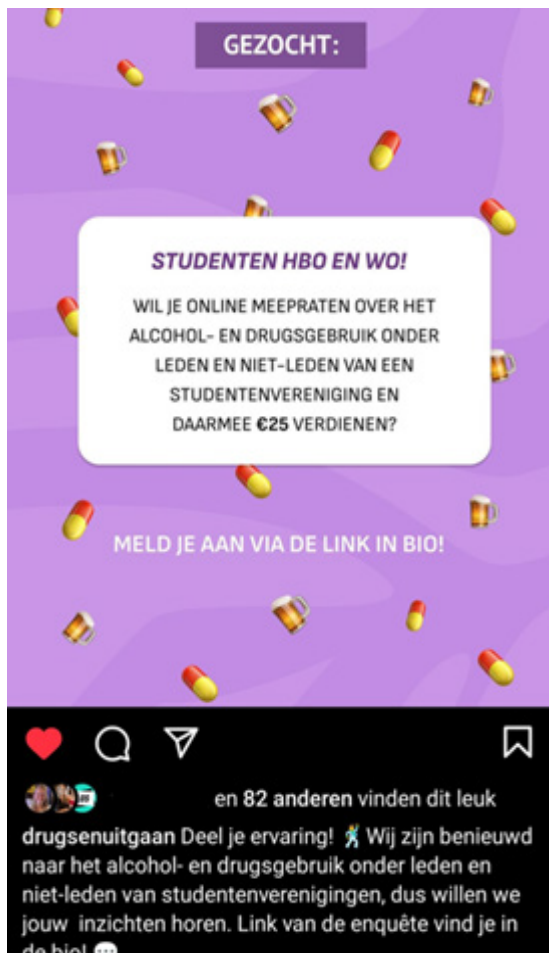 GEZOCHT:
STUDENTEN HBO EN WO!
WIL JE ONLINE MEEPRATEN OVER HET
ALCOHOL- EN DRUGSGEBRUIK ONDER
LEDEN EN NIET-LEDEN VAN EEN
STUDENTENVERENIGING EN
DAARMEE €25 VERDIENEN?
MELD JE AAN VIA DE LINK IN BIO!
en 82 anderen vinden dit leuk
drugsenuitgaan Deel je ervaring! 🕺 Wij zijn benieuwd
naar het alcohol- en drugsgebruik onder leden en
niet-leden van studentenverenigingen, dus willen we
jouw inzichten horen. Link van de enquête vind je in
de bio! 💬